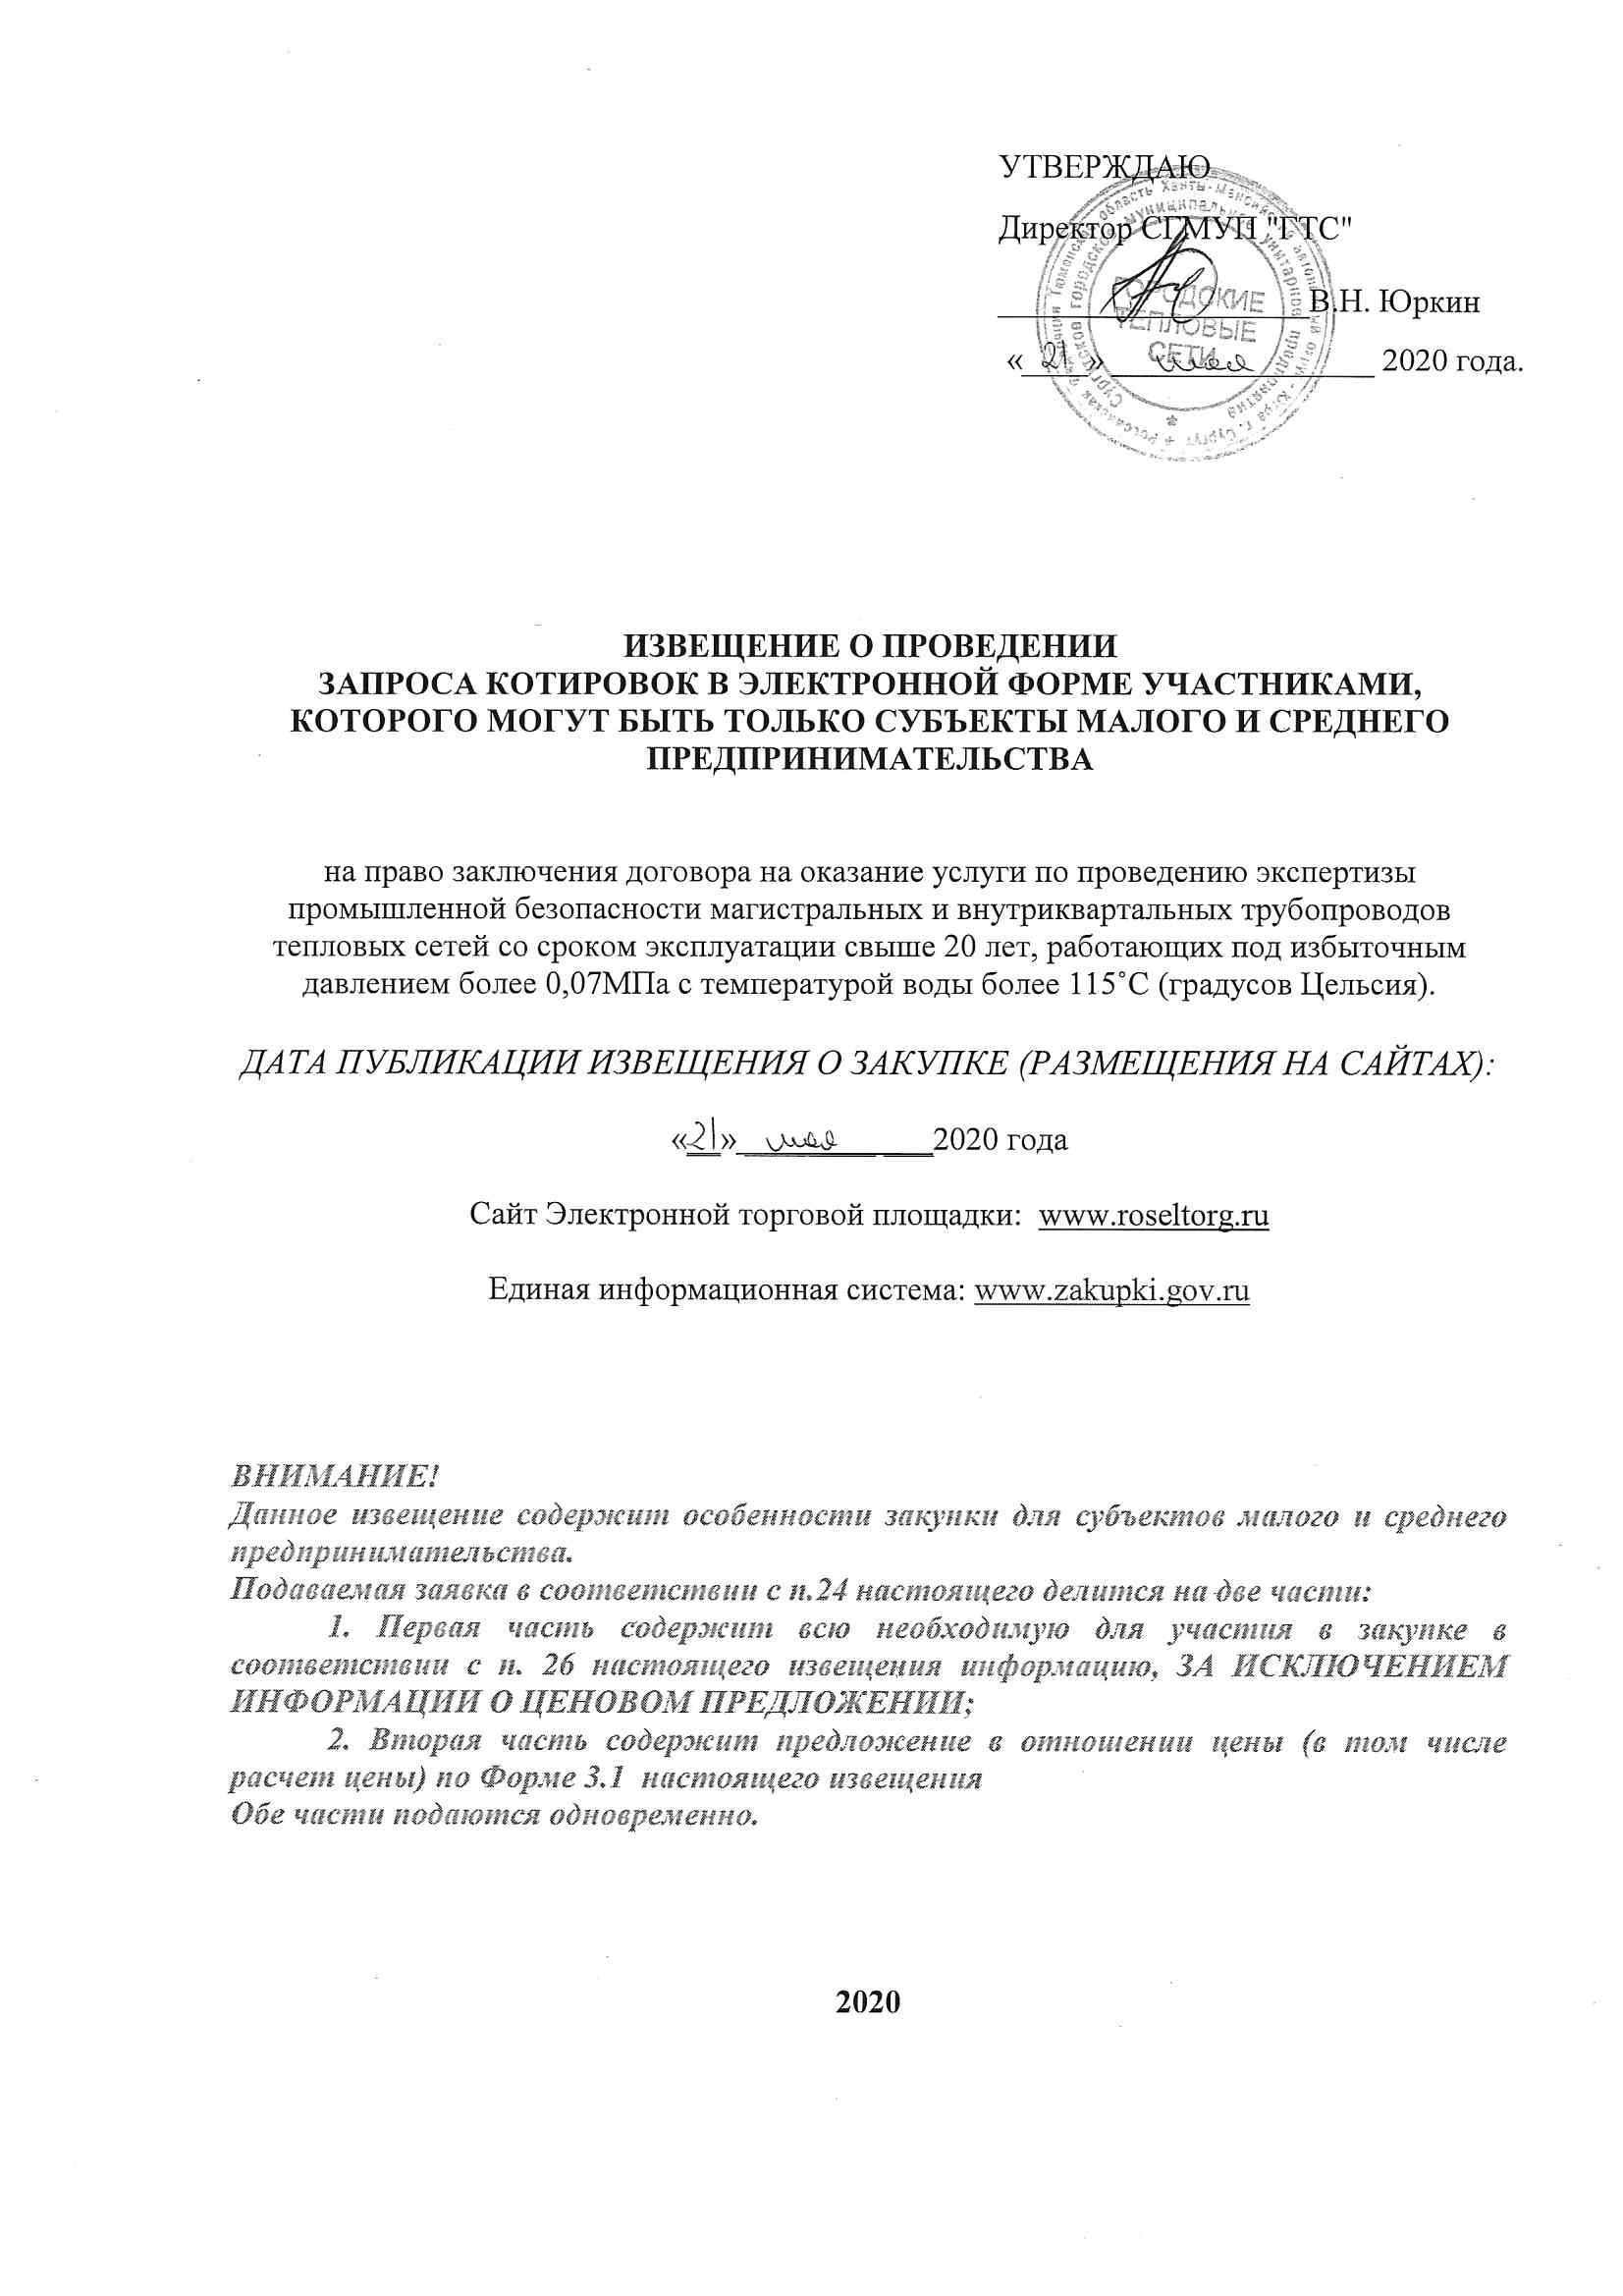 УТВЕРЖДАЮ
Директор СГМУП "ГТС"
В.Н. Юркин
« 21 » мая 2020 года.
ГОРОДСКИЕ
ТЕПЛОВЫЕ
СЕТИ
ИЗВЕЩЕНИЕ О ПРОВЕДЕНИИ
ЗАПРОСА КОТИРОВОК В ЭЛЕКТРОННОЙ ФОРМЕ УЧАСТНИКАМИ,
КОТОРОГО МОГУТ БЫТЬ ТОЛЬКО СУБЪЕКТЫ МАЛОГО И СРЕДНЕГО
ПРЕДПРИНИМАТЕЛЬСТВА
на право заключения договора на оказание услуги по проведению экспертизы
промышленной безопасности магистральных и внутриквартальных трубопроводов
тепловых сетей со сроком эксплуатации свыше 20 лет, работающих под избыточным
давлением более 0,07МПа с температурой воды более 115˚С (градусов Цельсия).
ДАТА ПУБЛИКАЦИИ ИЗВЕЩЕНИЯ О ЗАКУПКЕ (РАЗМЕЩЕНИЯ НА САЙТАХ):
«21» мая 2020 года
Сайт Электронной торговой площадки: www.roseltorg.ru
Единая информационная система: www.zakupki.gov.ru
ВНИМАНИЕ!
Данное извещение содержит особенности закупки для субъектов малого и среднего
предпринимательства.
Подаваемая заявка в соответствии с п.24 настоящего делится на две части:
1. Первая часть содержит всю необходимую для участия в закупке в
соответствии с п. 26 настоящего извещения информацию, ЗА ИСКЛЮЧЕНИЕМ
ИНФОРМАЦИИ О ЦЕНОВОМ ПРЕДЛОЖЕНИИ;
2. Вторая часть содержит предложение в отношении цены (в том числе
расчет цены) по Форме 3.1 настоящего извещения
Обе части подаются одновременно.
2020